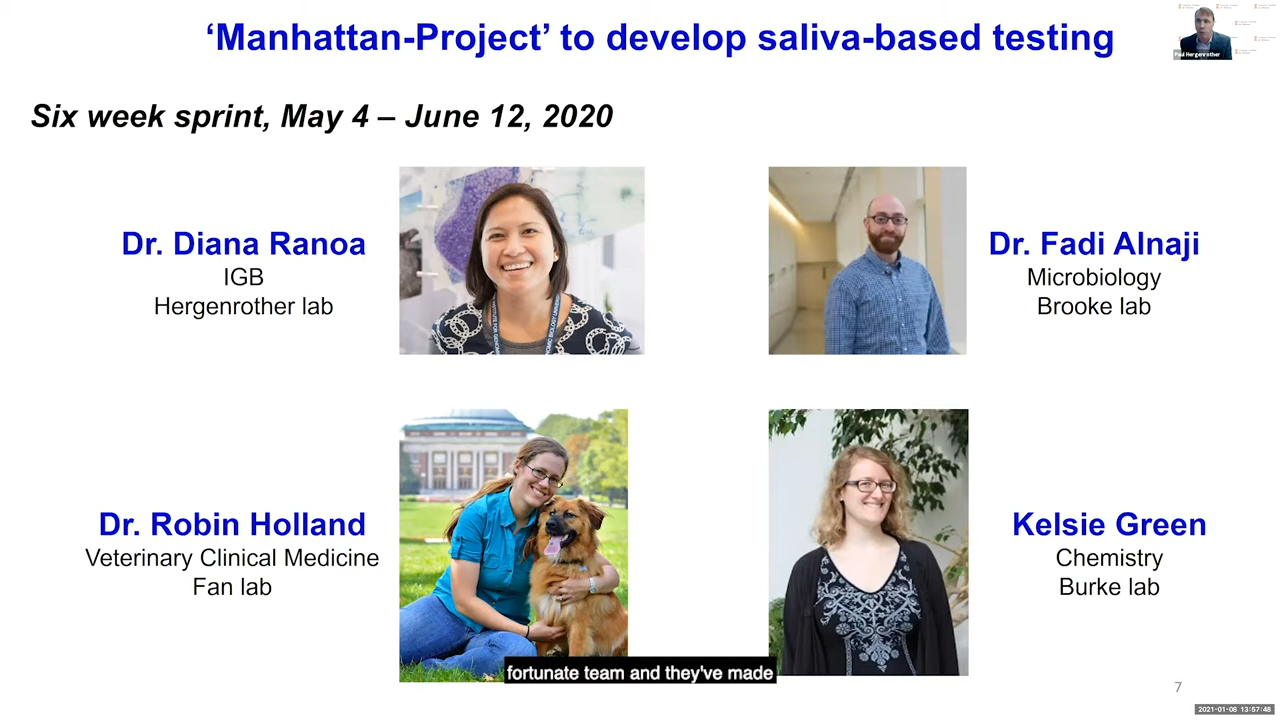 ‘Manhattan-Project’ to develop saliva-based testing
Paul Hergenrother
Six week sprint, May 4 – June 12, 2020
Dr. Diana Ranoa
IGB
Hergenrother lab
Dr. Fadi Alnaji
Microbiology
Brooke lab
Dr. Robin Holland
Veterinary Clinical Medicine
Fan lab
Kelsie Green
Chemistry
Burke lab
fortunate team and they've made
7
2021-01-08 13:57:48